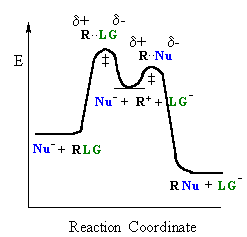 δ+ δ-
R··LG
δ+ δ-
R··Nu
‡
‡
E
Nu⁻ + R⁺ + LG⁻
Nu⁻ + RLG
RNu + LG⁻
Reaction Coordinate